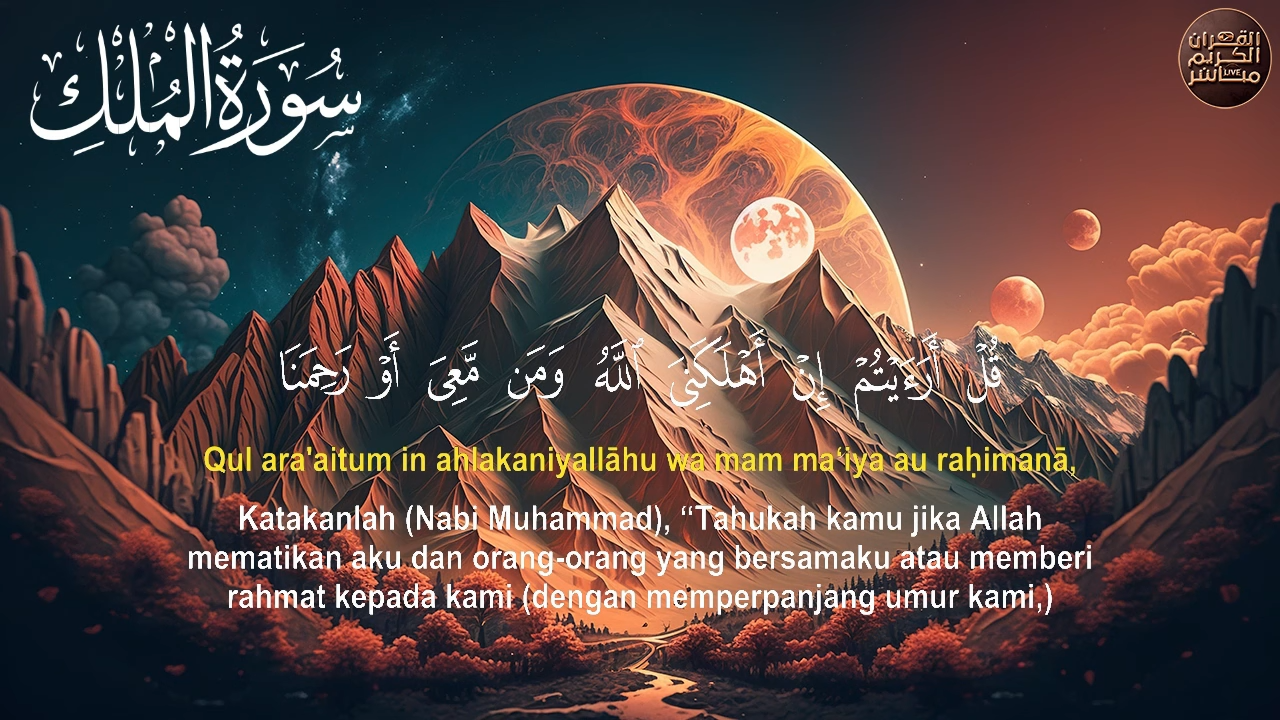 سُورَةُ الْمُلْكِ
القرآن
الكريم
LIVE
مباشر
قُلْ أَرَءَيْتُمْ إِنْ أَهْلَكَنِىَ ٱللَّهُ وَمَن مَّعِىَ أَوْ رَحِمَنَا
Qul ara'aitum in ahlakaniyallāhu wa mam ma‘iya au raḥimanā,
Katakanlah (Nabi Muhammad), “Tahukah kamu jika Allah
mematikan aku dan orang-orang yang bersamaku atau memberi
rahmat kepada kami (dengan memperpanjang umur kami,)